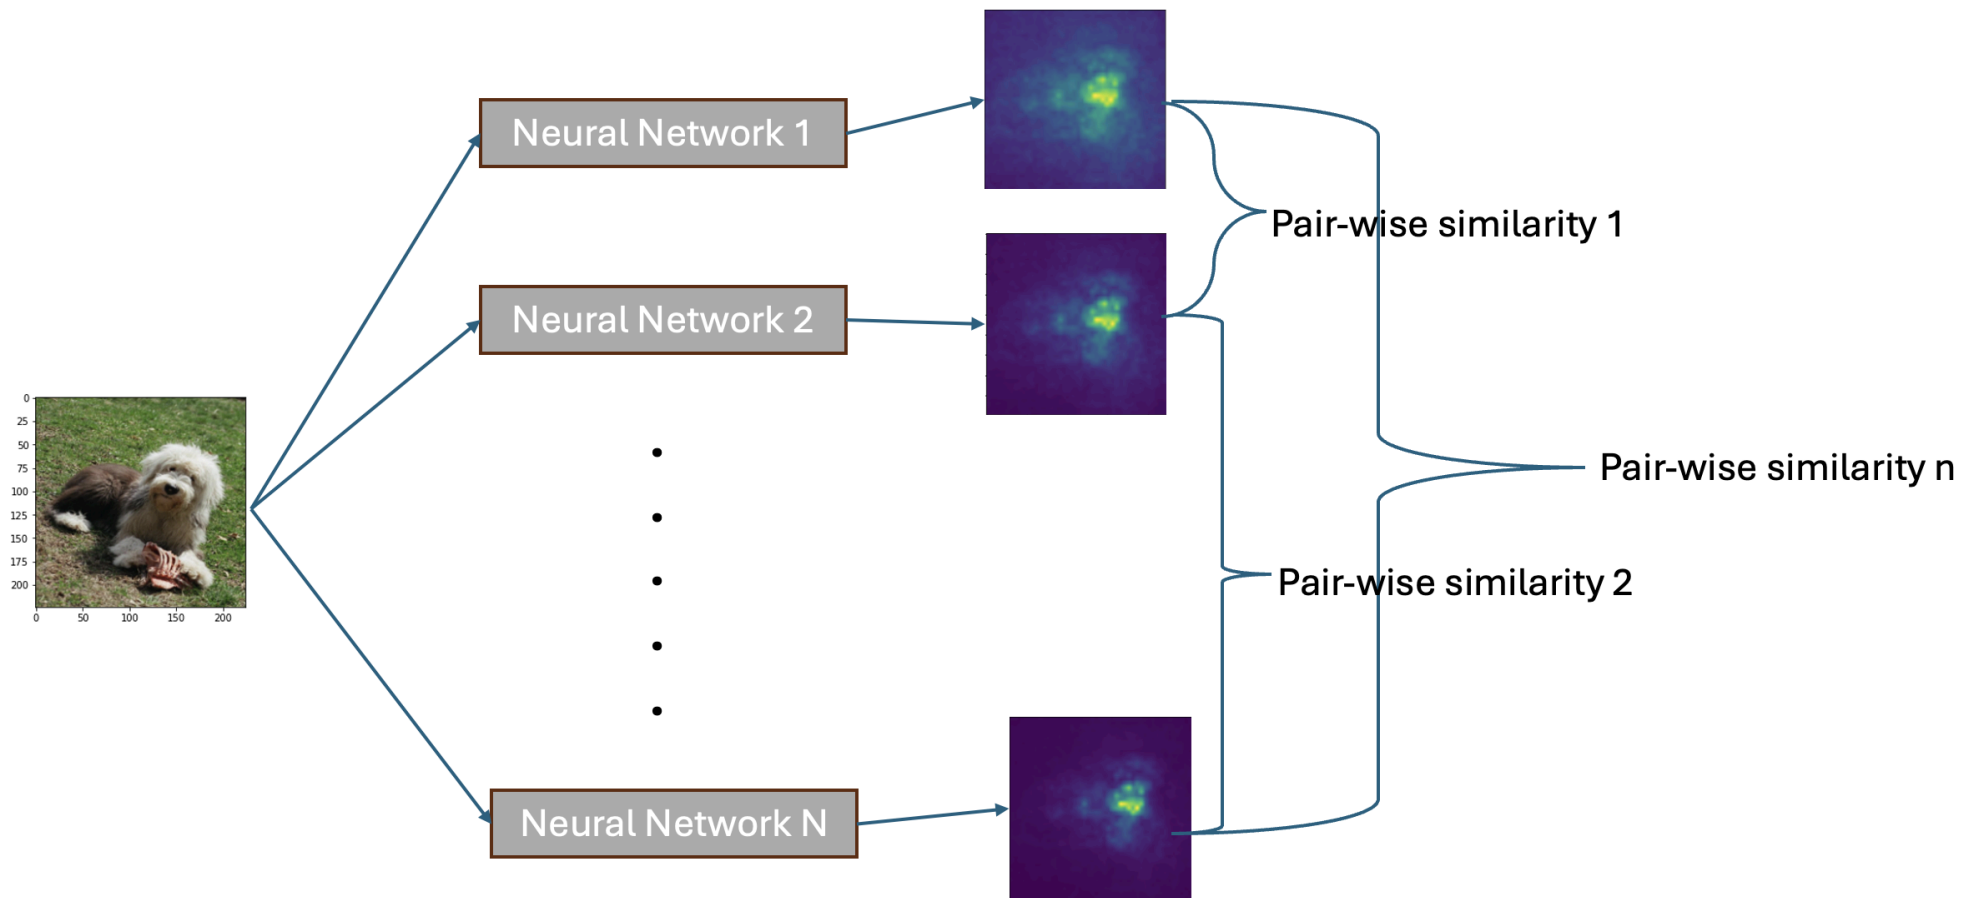 Neural Network 1
Pair-wise similarity 1
Neural Network 2
0
25
50
75
100
125
150
175
200
0 50 100 150 200
Pair-wise similarity n
Pair-wise similarity 2
Neural Network N